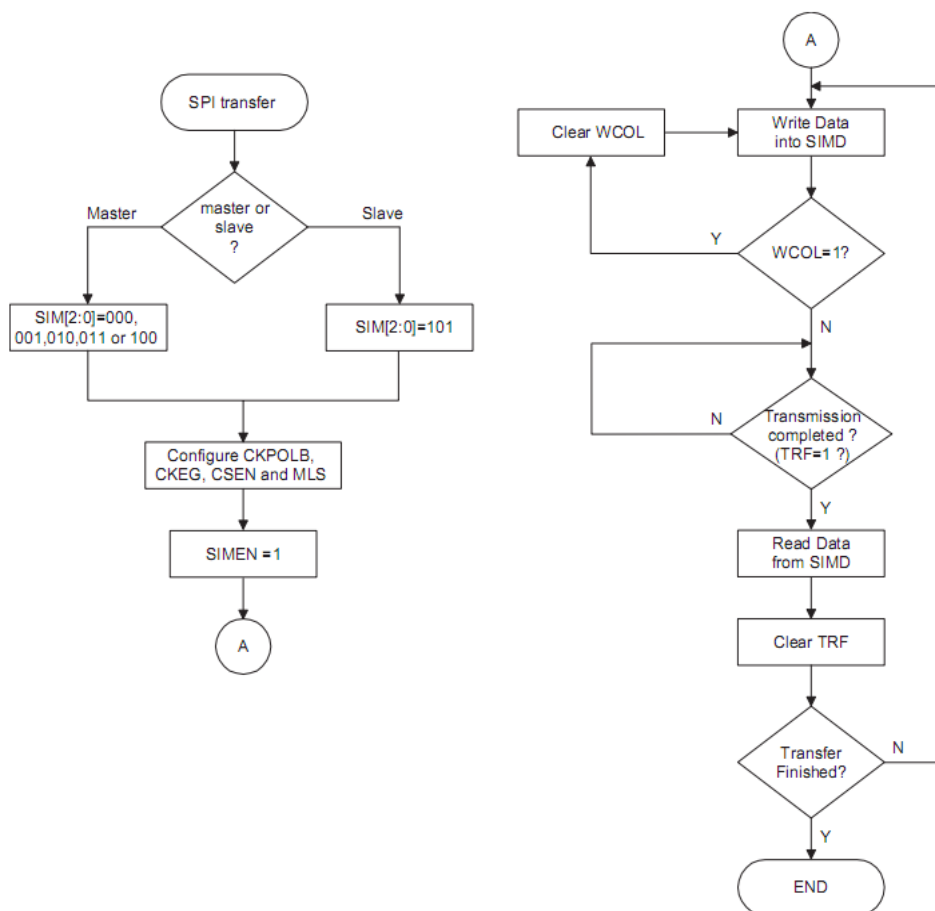 SPI transfer
master or
slave
?
Master
Slave
SIM[2:0]=000,
001,010,011 or 100
SIM[2:0]=101
Configure CKPOLB,
CKEG, CSEN and MLS
SIMEN =1
A
A
Clear WCOL
Write Data
into SIMD
Y
WCOL=1?
N
N
Transmission
completed ?
(TRF=1 ?)
Y
Read Data
from SIMD
Clear TRF
Transfer
Finished?
N
Y
END